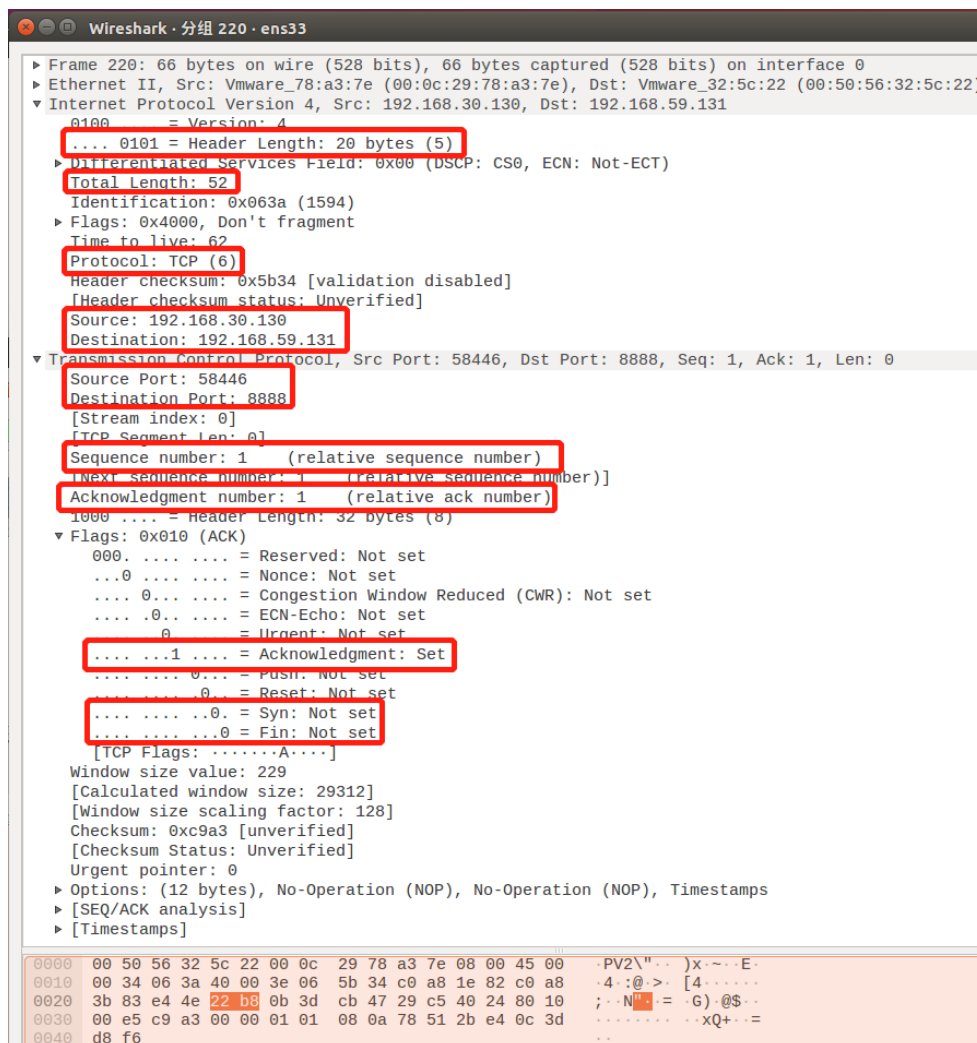 Wireshark · 分组 220 · ens33
Frame 220: 66 bytes on wire (528 bits), 66 bytes captured (528 bits) on interface 0
Ethernet II, Src: Vmware_78:a3:7e (00:0c:29:78:a3:7e), Dst: Vmware_32:5c:22 (00:50:56:32:5c:22)
Internet Protocol Version 4, Src: 192.168.30.130, Dst: 192.168.59.131
0100 .... = Version: 4
.... 0101 = Header Length: 20 bytes (5)
Differentiated Services Field: 0x00 (DSCP: CS0, ECN: Not-ECT)
Total Length: 52
Identification: 0x063a (1594)
Flags: 0x4000, Don't fragment
Time to live: 62
Protocol: TCP (6)
Header checksum: 0x5b34 [validation disabled]
[Header checksum status: Unverified]
Source: 192.168.30.130
Destination: 192.168.59.131
Transmission Control Protocol, Src Port: 58446, Dst Port: 8888, Seq: 1, Ack: 1, Len: 0
Source Port: 58446
Destination Port: 8888
[Stream index: 0]
[TCP Segment Len: 0]
Sequence number: 1    (relative sequence number)
[Next sequence number: 1    (relative sequence number)]
Acknowledgment number: 1    (relative ack number)
1000 .... = Header Length: 32 bytes (8)
Flags: 0x010 (ACK)
000. .... .... = Reserved: Not set
...0 .... .... = Nonce: Not set
.... 0... .... = Congestion Window Reduced (CWR): Not set
.... .0.. .... = ECN-Echo: Not set
.... ..0. .... = Urgent: Not set
.... ...1 .... = Acknowledgment: Set
.... .... 0... = Push: Not set
.... .... .0.. = Reset: Not set
.... .... ..0. = Syn: Not set
.... .... ...0 = Fin: Not set
[TCP Flags: ·······A····]
Window size value: 229
[Calculated window size: 29312]
[Window size scaling factor: 128]
Checksum: 0xc9a3 [unverified]
[Checksum Status: Unverified]
Urgent pointer: 0
Options: (12 bytes), No-Operation (NOP), No-Operation (NOP), Timestamps
[SEQ/ACK analysis]
[Timestamps]
0000 00 50 56 32 5c 22 00 0c 29 78 a3 7e 08 00 45 00 ·PV2\"·· )x·~··E·
0010 00 34 06 3a 40 00 3e 06 5b 34 c0 a8 1e 82 c0 a8 ·4·:@·>· [4······
0020 3b 83 e4 4e 22 b8 0b 3d cb 47 29 c5 40 24 80 10 ;··N"··= ·G)·@$··
0030 00 e5 c9 a3 00 00 01 01 08 0a 78 51 2b e4 0c 3d ········ ··xQ+··=
0040 d8 f6 ··